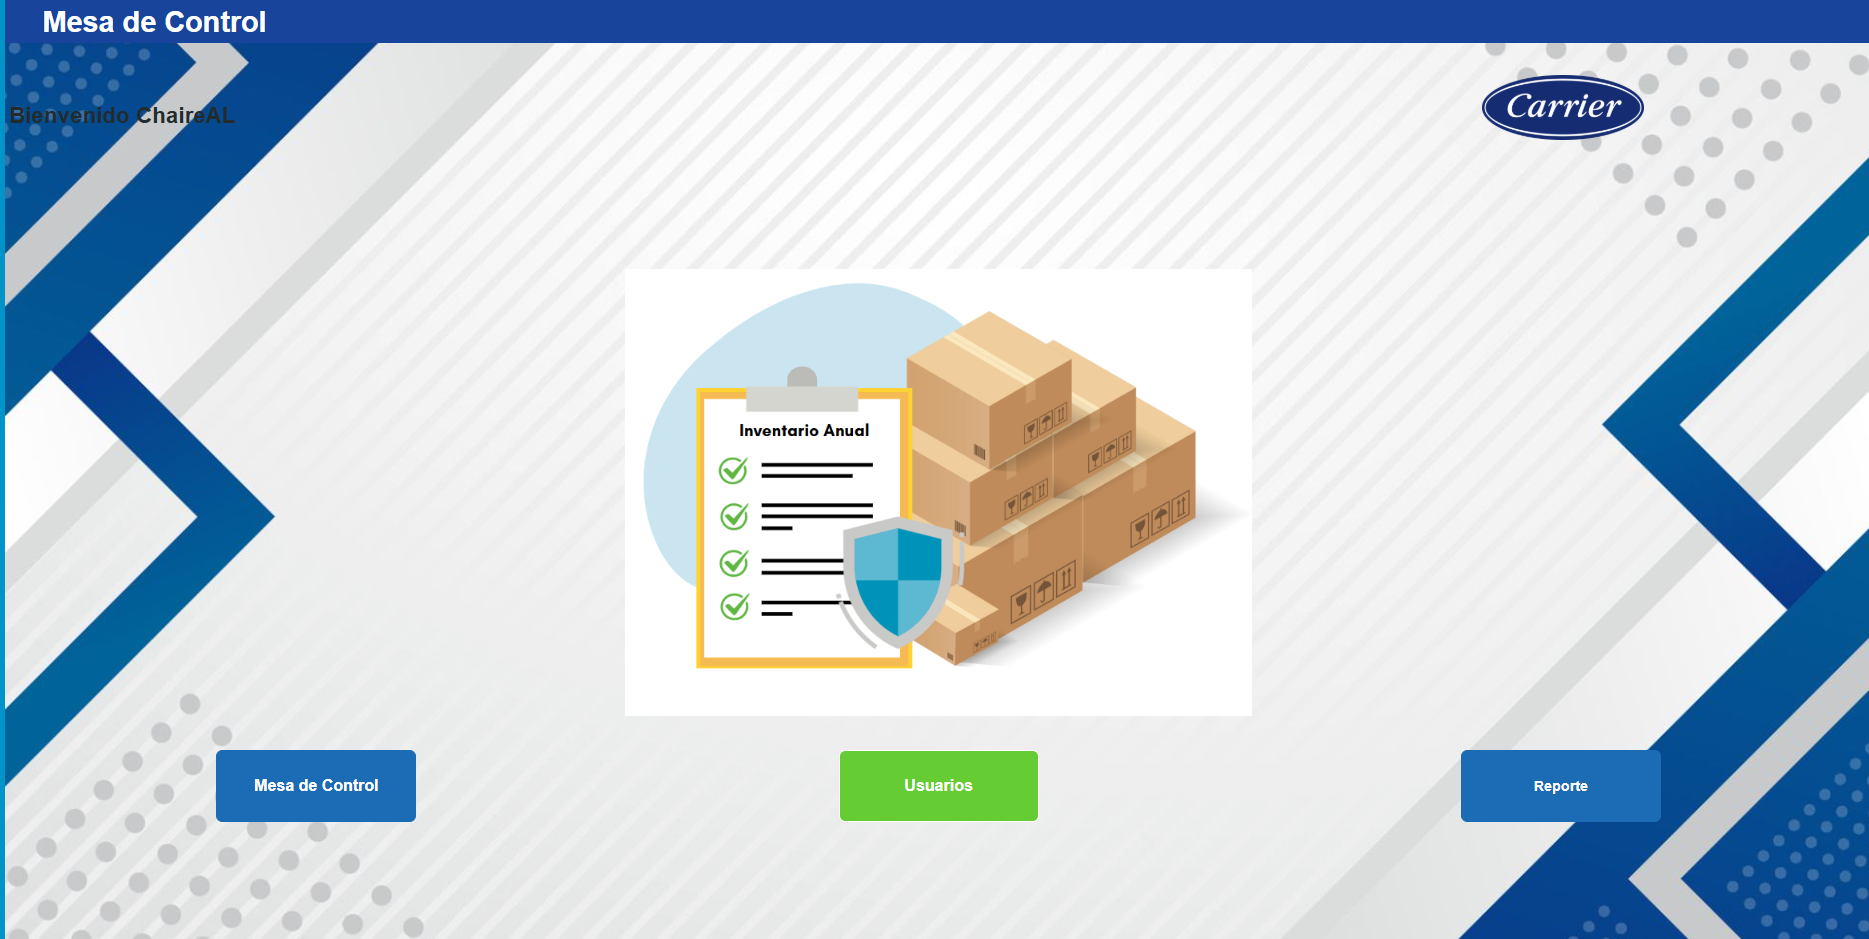 Mesa de Control
Bienvenido ChaireAL
Carrier
Inventario Anual
Mesa de Control
Usuarios
Reporte